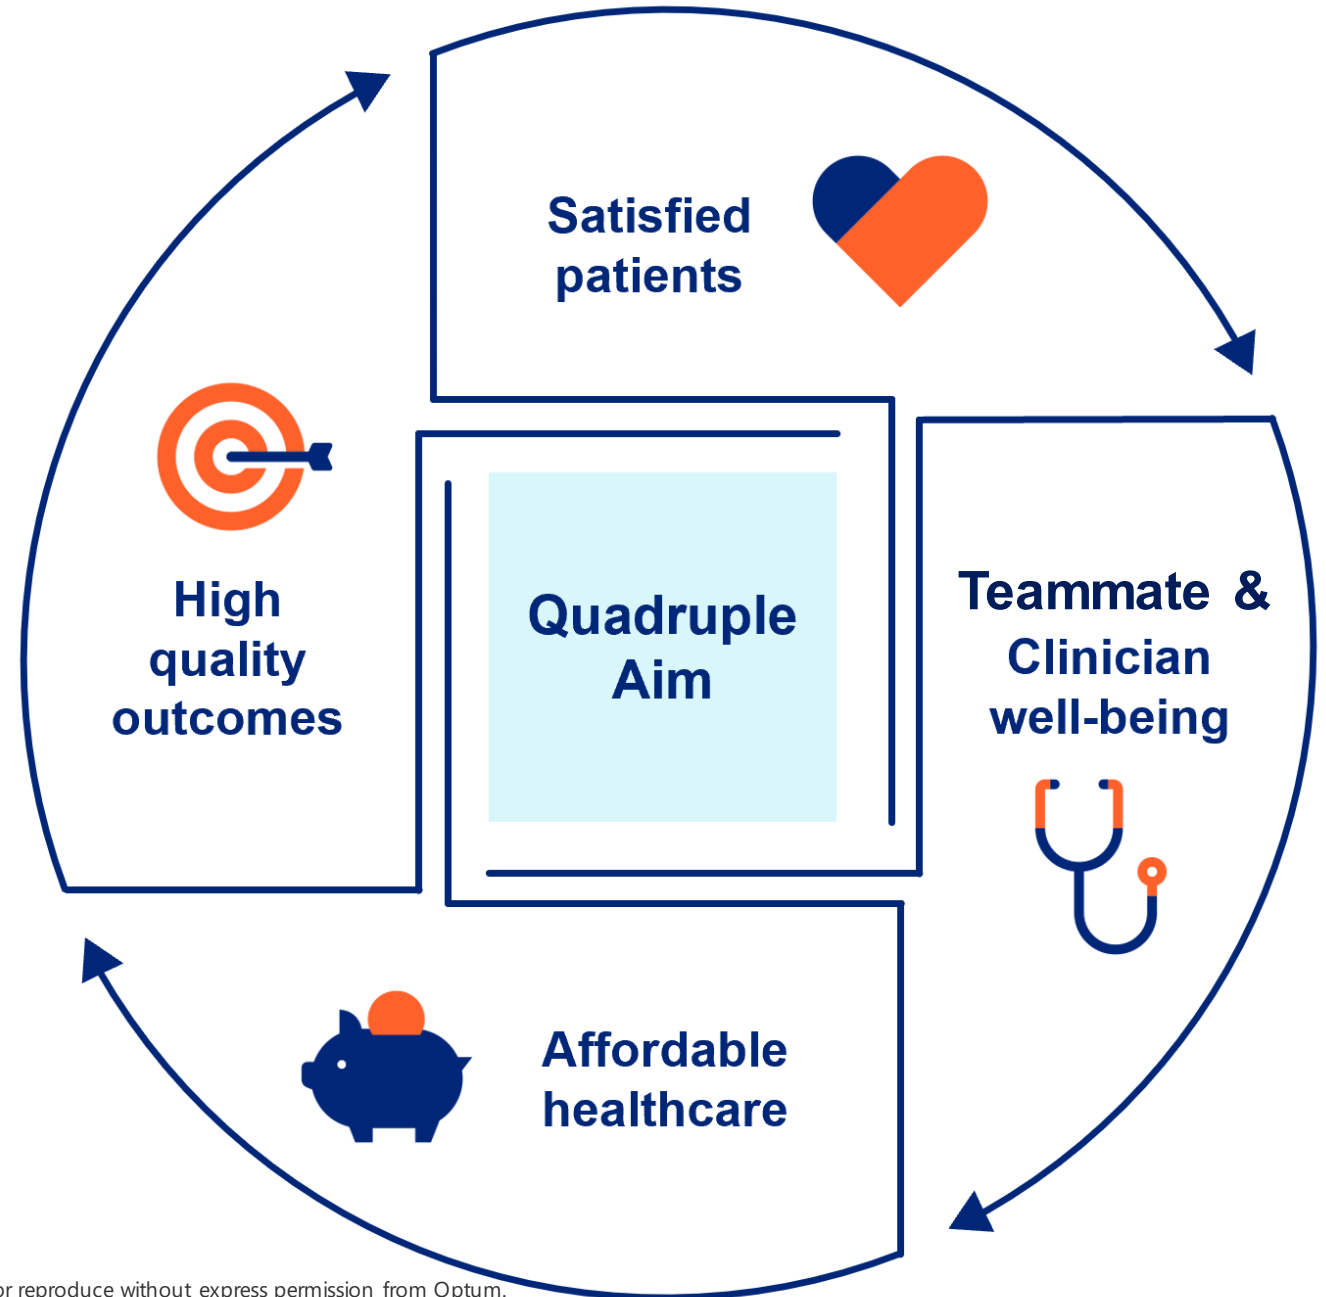 Satisfied
patients
Teammate &
Clinician
well-being
Affordable
healthcare
High
quality
outcomes
Quadruple
Aim
or reproduce without express permission from Optum.